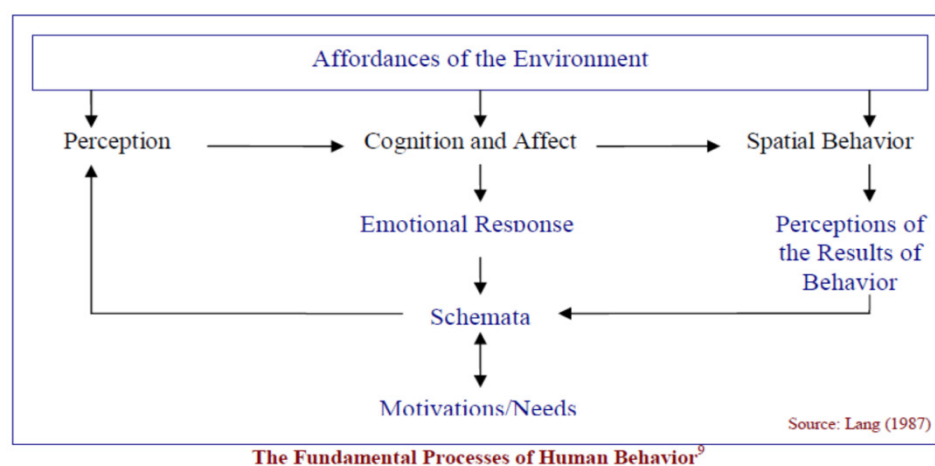 Affordances of the Environment
Perception
Cognition and Affect
Spatial Behavior
Emotional Response
Perceptions of
the Results of
Behavior
Schemata
Motivations/Needs
Source: Lang (1987)
The Fundamental Processes of Human Behavior⁹